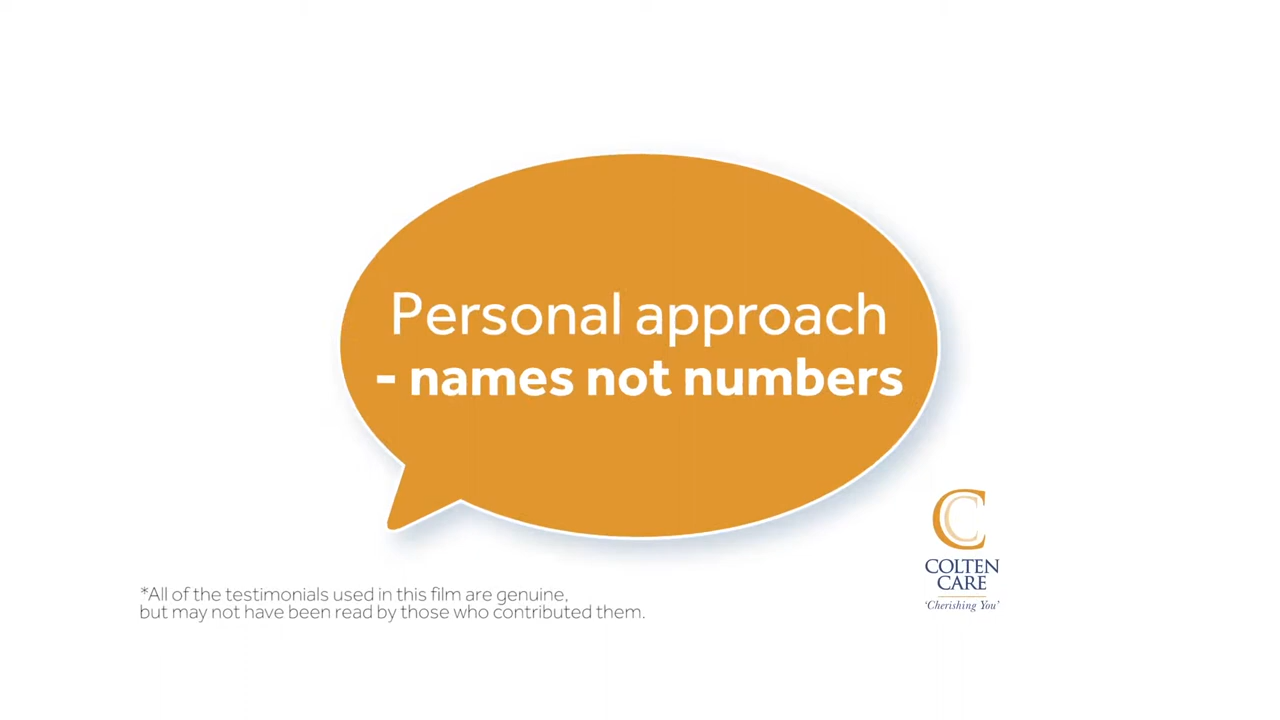 Personal approach
- names not numbers
COLTEN
CARE
'Cherishing You'
*All of the testimonials used in this film are genuine,
but may not have been read by those who contributed them.